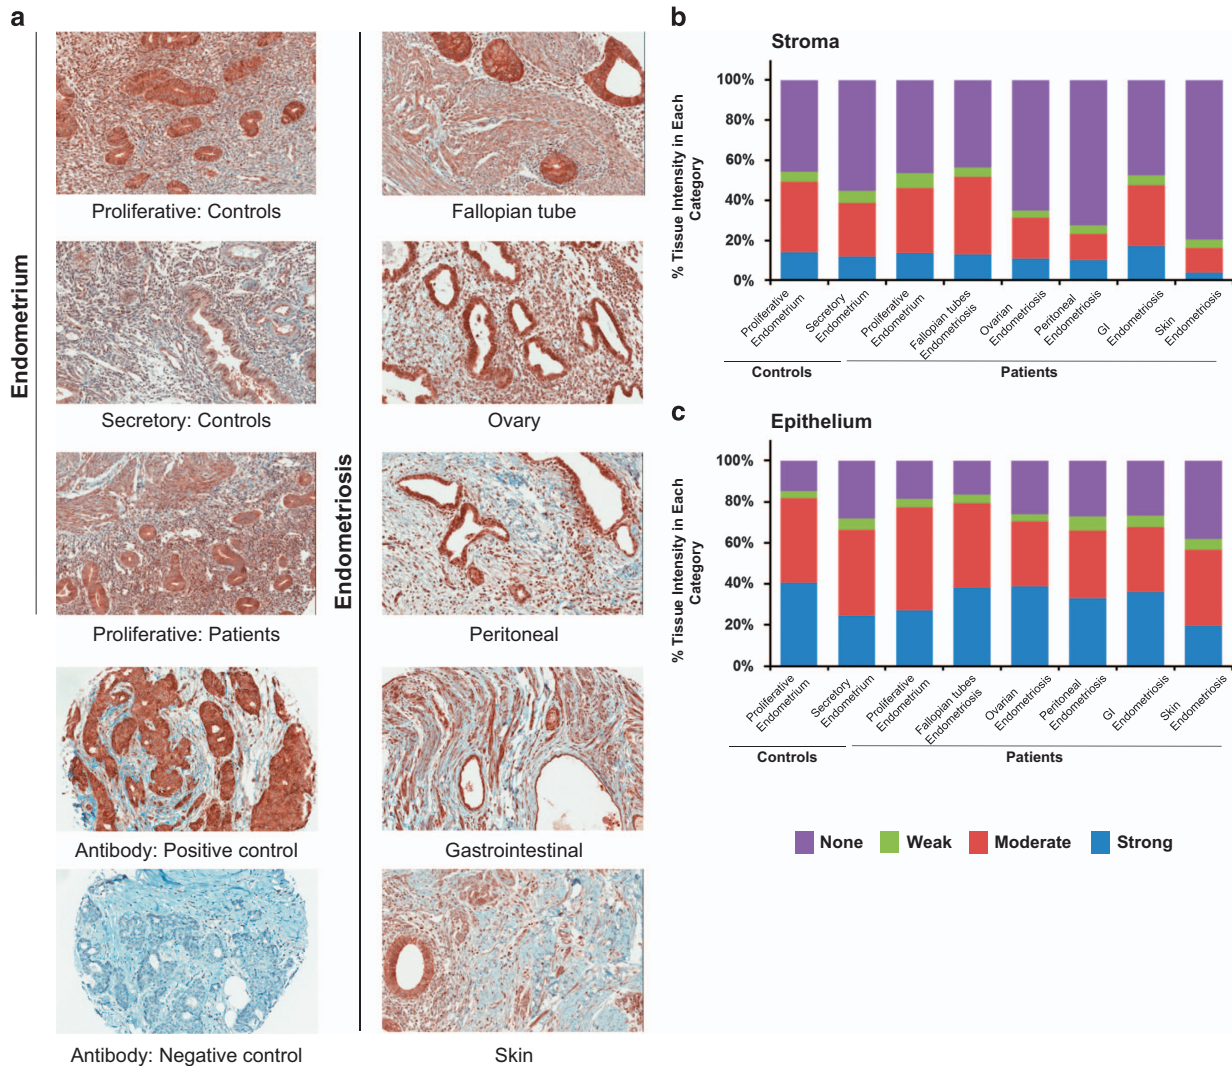 a
Endometrium
Proliferative: Controls
Secretory: Controls
Proliferative: Patients
Antibody: Positive control
Antibody: Negative control
Endometriosis
Fallopian tube
Ovary
Peritoneal
Gastrointestinal
Skin
b
Stroma
% Tissue Intensity in Each
Category
100%
80%
60%
40%
20%
0%
Proliferative
Endometrium
Secretory
Endometrium
Proliferative
Endometrium
Fallopian tubes
Endometriosis
Ovarian
Endometriosis
Peritoneal
Endometriosis
GI
Endometriosis
Skin
Endometriosis
Controls
Patients
c
Epithelium
% Tissue Intensity in Each
Category
100%
80%
60%
40%
20%
0%
Proliferative
Endometrium
Secretory
Endometrium
Proliferative
Endometrium
Fallopian tubes
Endometriosis
Ovarian
Endometriosis
Peritoneal
Endometriosis
GI
Endometriosis
Skin
Endometriosis
Controls
Patients
None
Weak
Moderate
Strong